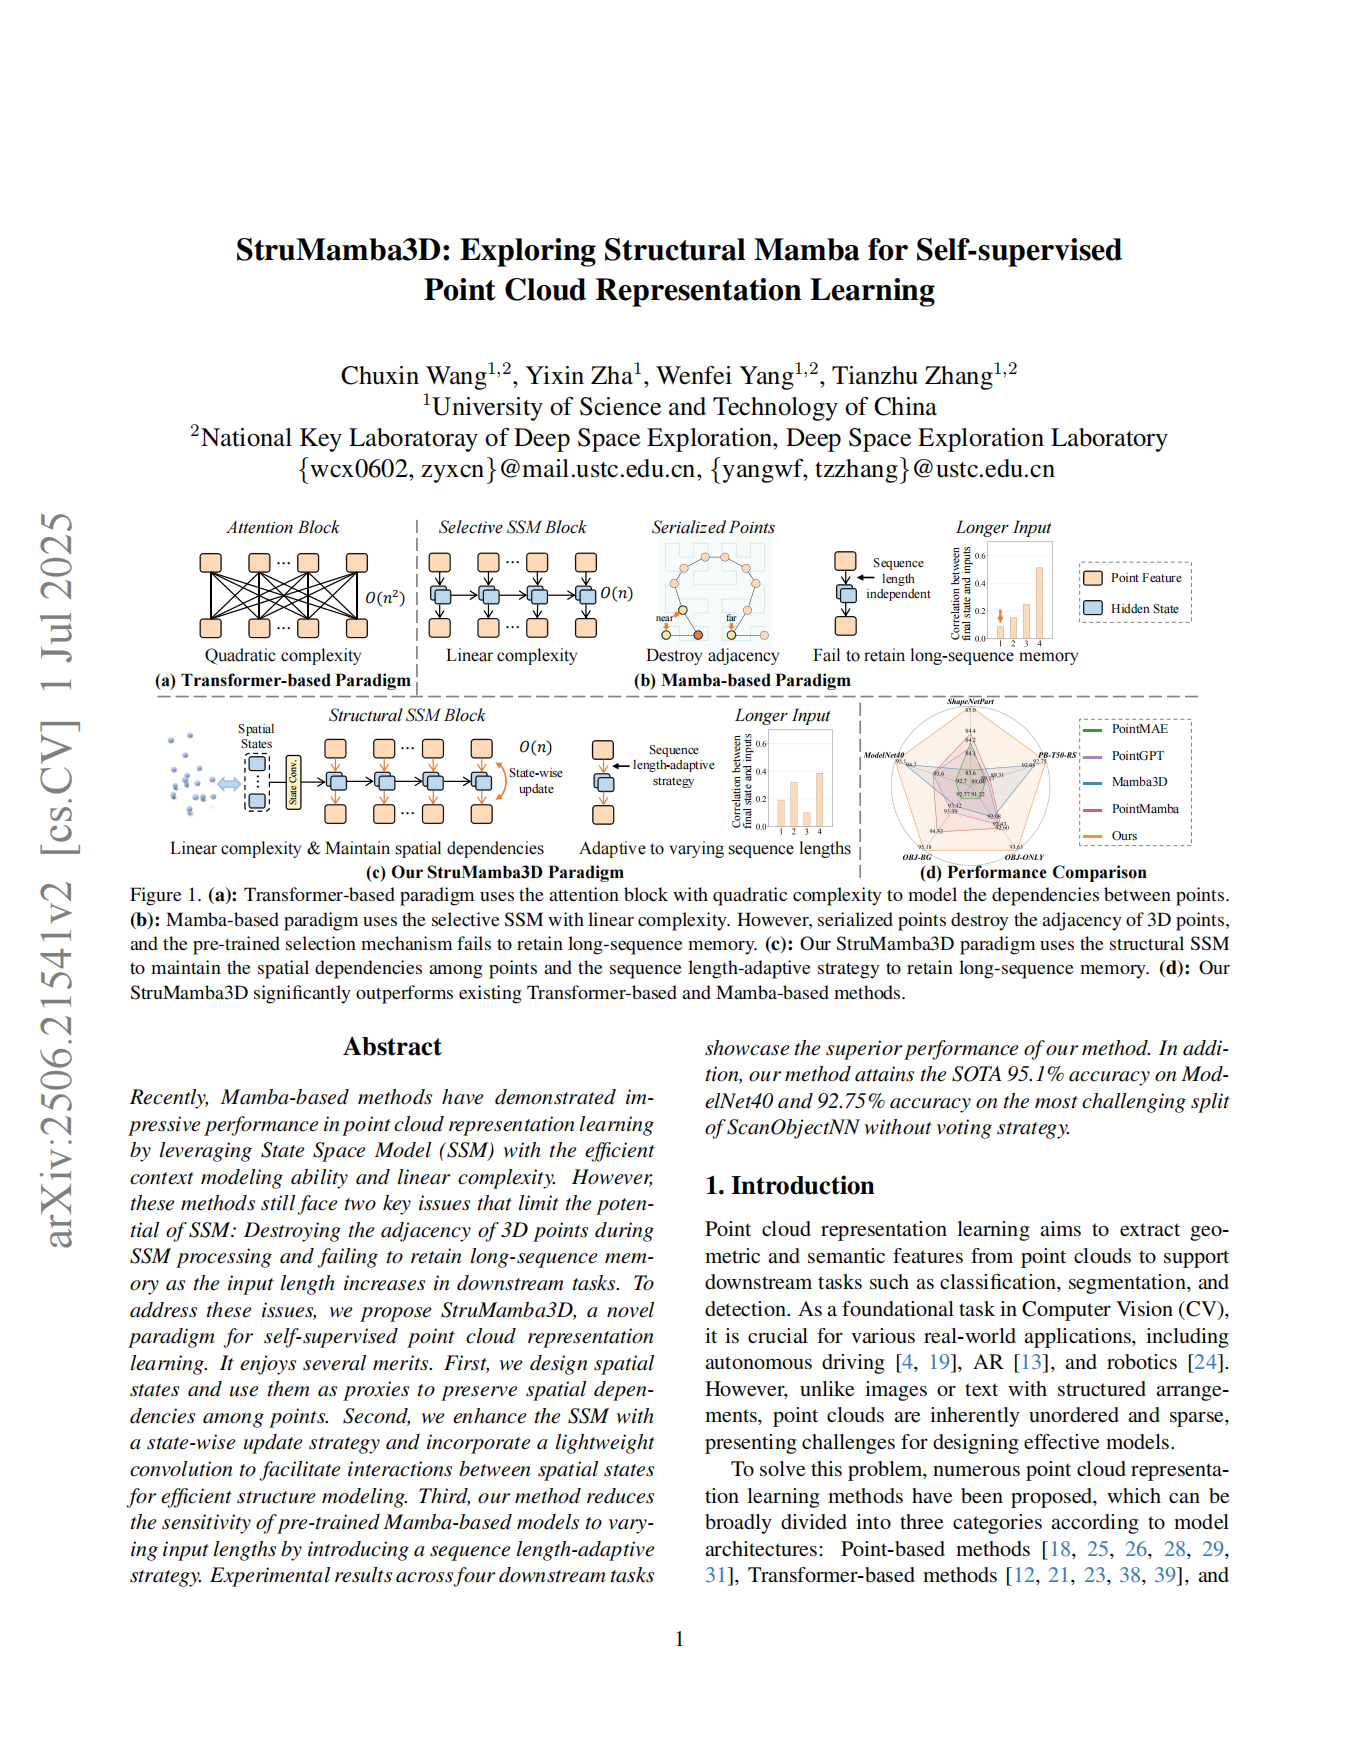 StruMamba3D: Exploring Structural Mamba for Self-supervised
Point Cloud Representation Learning
Chuxin Wang1,2, Yixin Zha1, Wenfei Yang1,2, Tianzhu Zhang1,2
1University of Science and Technology of China
2National Key Laboratoray of Deep Space Exploration, Deep Space Exploration Laboratory
{wcx0602, zyxcn}@mail.ustc.edu.cn, {yangwf, tzzhang}@ustc.edu.cn
arXiv:2506.21541v2 [cs.CV] 1 Jul 2025
Attention Block
O(n2)
Quadratic complexity
(a) Transformer-based Paradigm
Selective SSM Block
O(n)
Linear complexity
Serialized Points
near
far
Destroy adjacency
Sequence
length
independent
Longer Input
Correlation between
final state and inputs
0.6
0.4
0.2
0.0
1 2 3 4
Fail to retain long-sequence memory
(b) Mamba-based Paradigm
Point Feature
Hidden State
Spatial
States
State Conv.
Structural SSM Block
O(n)
State-wise
update
Linear complexity & Maintain spatial dependencies
Sequence
length-adaptive
strategy
Longer Input
Correlation between
final state and inputs
0.6
0.4
0.2
0.0
1 2 3 4
Adaptive to varying sequence lengths
(c) Our StruMamba3D Paradigm
ShapeNetPart
ModelNet40
PB-T50-RS
OBJ-BG
OBJ-ONLY
PointMAE
PointGPT
Mamba3D
PointMamba
Ours
(d) Performance Comparison
Figure 1. (a): Transformer-based paradigm uses the attention block with quadratic complexity to model the dependencies between points.
(b): Mamba-based paradigm uses the selective SSM with linear complexity. However, serialized points destroy the adjacency of 3D points,
and the pre-trained selection mechanism fails to retain long-sequence memory. (c): Our StruMamba3D paradigm uses the structural SSM
to maintain the spatial dependencies among points and the sequence length-adaptive strategy to retain long-sequence memory. (d): Our
StruMamba3D significantly outperforms existing Transformer-based and Mamba-based methods.
Abstract
Recently, Mamba-based methods have demonstrated im-
pressive performance in point cloud representation learning
by leveraging State Space Model (SSM) with the efficient
context modeling ability and linear complexity. However,
these methods still face two key issues that limit the poten-
tial of SSM: Destroying the adjacency of 3D points during
SSM processing and failing to retain long-sequence mem-
ory as the input length increases in downstream tasks. To
address these issues, we propose StruMamba3D, a novel
paradigm for self-supervised point cloud representation
learning. It enjoys several merits. First, we design spatial
states and use them as proxies to preserve spatial depen-
dencies among points. Second, we enhance the SSM with
a state-wise update strategy and incorporate a lightweight
convolution to facilitate interactions between spatial states
for efficient structure modeling. Third, our method reduces
the sensitivity of pre-trained Mamba-based models to vary-
ing input lengths by introducing a sequence length-adaptive
strategy. Experimental results across four downstream tasks
showcase the superior performance of our method. In addi-
tion, our method attains the SOTA 95.1% accuracy on Mod-
elNet40 and 92.75% accuracy on the most challenging split
of ScanObjectNN without voting strategy.
1. Introduction
Point cloud representation learning aims to extract geo-
metric and semantic features from point clouds to support
downstream tasks such as classification, segmentation, and
detection. As a foundational task in Computer Vision (CV),
it is crucial for various real-world applications, including
autonomous driving [4, 19], AR [13], and robotics [24].
However, unlike images or text with structured arrange-
ments, point clouds are inherently unordered and sparse,
presenting challenges for designing effective models.
To solve this problem, numerous point cloud representa-
tion learning methods have been proposed, which can be
broadly divided into three categories according to model
architectures: Point-based methods [18, 25, 26, 28, 29,
31], Transformer-based methods [12, 21, 23, 38, 39], and
1